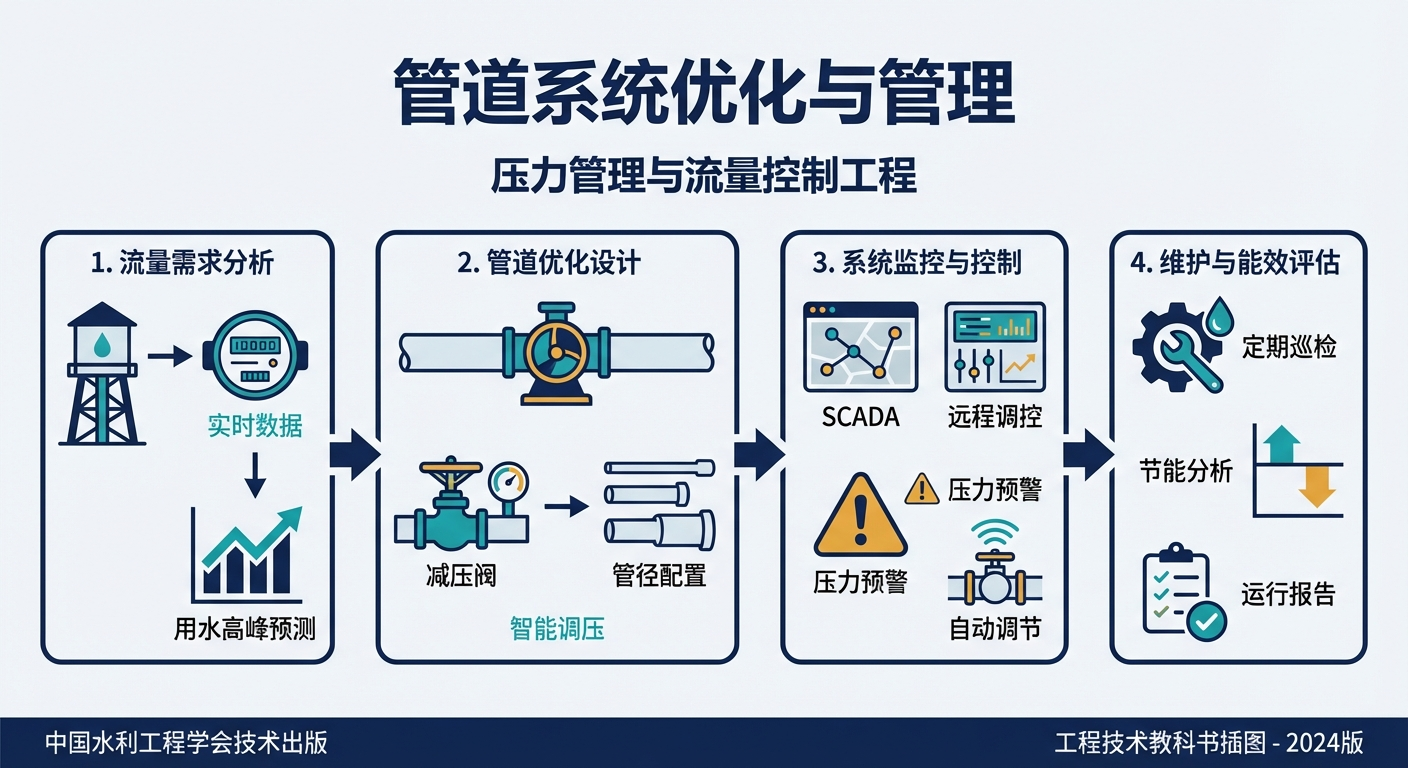 管道系统优化与管理
压力管理与流量控制工程
1. 流量需求分析
10000
实时数据
用水高峰预测
2. 管道优化设计
减压阀
管径配置
智能调压
3. 系统监控与控制
SCADA
远程调控
压力预警
压力预警
自动调节
4. 维护与能效评估
定期巡检
节能分析
运行报告
中国水利工程学会技术出版
工程技术教科书插图 - 2024版